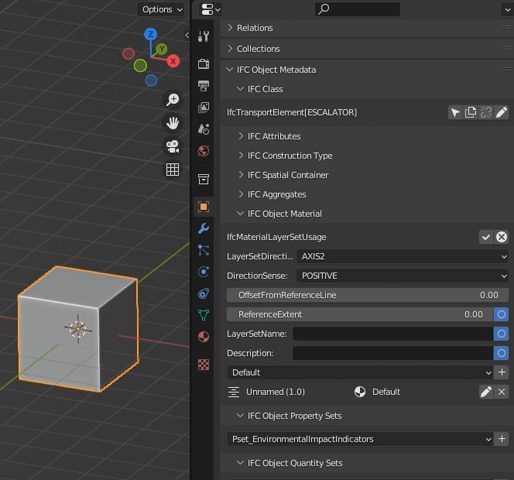 Options
Z
Y
X
Relations
Collections
IFC Object Metadata
IFC Class
IfcTransportElement[ESCALATOR]
IFC Attributes
IFC Construction Type
IFC Spatial Container
IFC Aggregates
IFC Object Material
IfcMaterialLayerSetUsage
LayerSetDirecti... AXIS2
DirectionSense: POSITIVE
OffsetFromReferenceLine 0.00
ReferenceExtent 0.00
LayerSetName:
Description:
Default
Unnamed (1.0) Default
IFC Object Property Sets
Pset_EnvironmentalImpactIndicators
IFC Object Quantity Sets